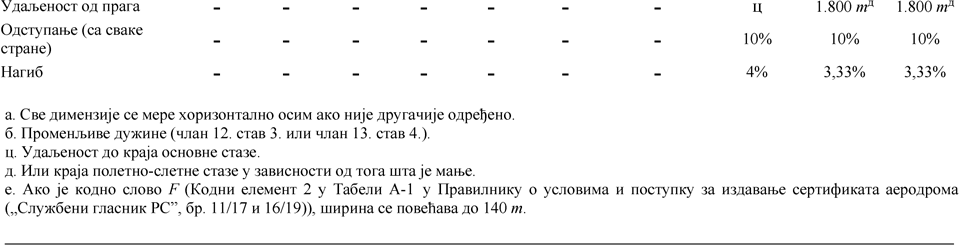 Удаљеност од прага - - - - - - - - ц 1.800 m д 1.800 m д
Одступање (са сваке
стране) - - - - - - - - 10% 10% 10%
Нагиб - - - - - - - - 4% 3,33% 3,33%
а. Све димензије се мере хоризонтално осим ако није другачије одређено.
б. Променљиве дужине (члан 12. став 3. или члан 13. став 4.).
ц. Удаљеност до краја основне стазе.
д. Или краја полетно-слетне стазе у зависности од тога шта је мање.
е. Ако је кодно слово F (Кодни елемент 2 у Табели А-1 у Правилнику о условима и поступку за издавање сертификата аеродрома
(„Службени гласник РС”, бр. 11/17 и 16/19)), ширина се повећава до 140 m.